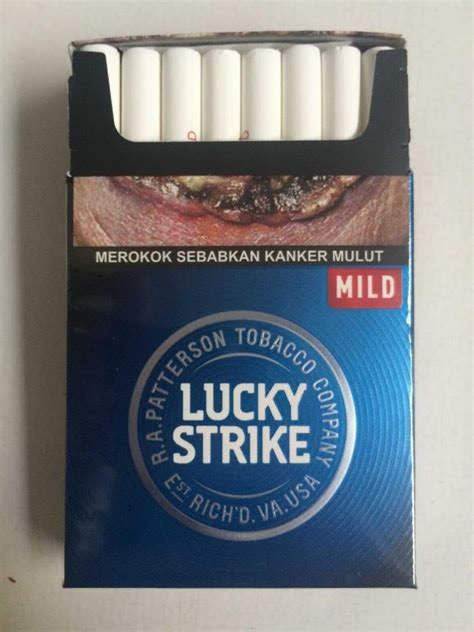 MEROKOK SEBABKAN KANKER MULUT
MILD
R.A.PATTERSON TOBACCO COMPANY
LUCKY
STRIKE
EST. RICH'D. VA. USA